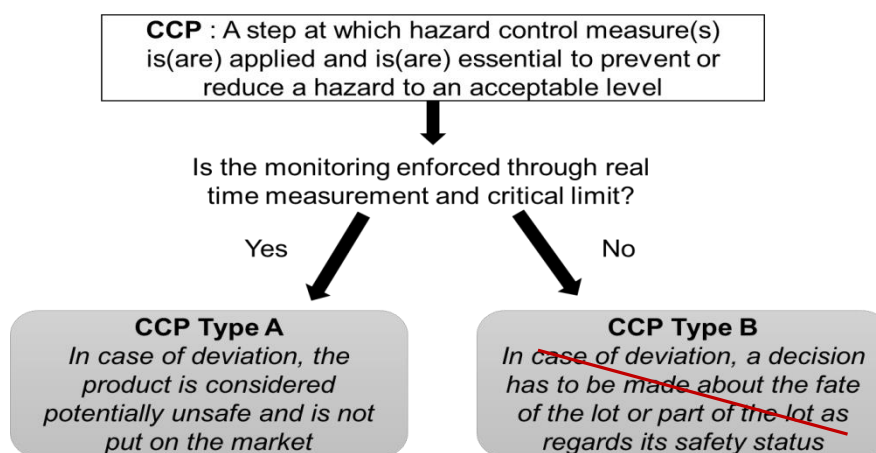 CCP : A step at which hazard control measure(s)
is(are) applied and is(are) essential to prevent or
reduce a hazard to an acceptable level
Is the monitoring enforced through real
time measurement and critical limit?
Yes
No
CCP Type A
In case of deviation, the
product is considered
potentially unsafe and is not
put on the market
CCP Type B
In case of deviation, a decision
has to be made about the fate
of the lot or part of the lot as
regards its safety status